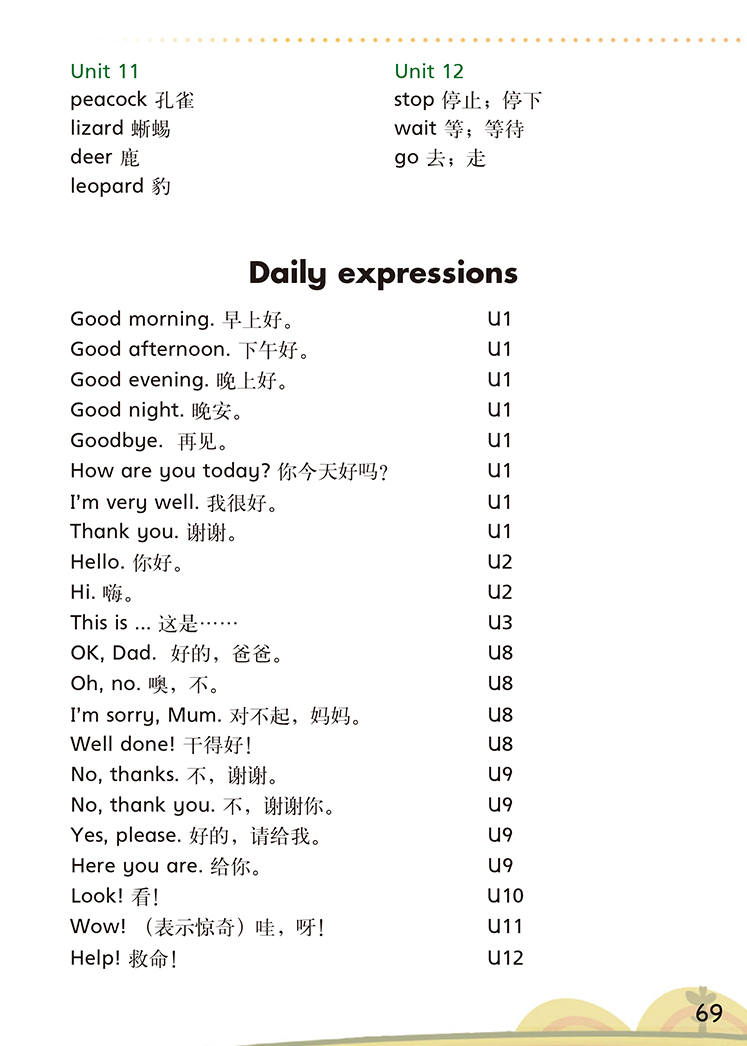 Unit 11
peacock 孔雀
lizard 蜥蜴
deer 鹿
leopard 豹
Unit 12
stop 停止；停下
wait 等；等待
go 去；走
Daily expressions
Good morning. 早上好。 U1
Good afternoon. 下午好。 U1
Good evening. 晚上好。 U1
Good night. 晚安。 U1
Goodbye. 再见。 U1
How are you today? 你今天好吗？ U1
I'm very well. 我很好。 U1
Thank you. 谢谢。 U1
Hello. 你好。 U2
Hi. 嗨。 U2
This is ... 这是…… U3
OK, Dad. 好的，爸爸。 U8
Oh, no. 噢，不。 U8
I'm sorry, Mum. 对不起，妈妈。 U8
Well done! 干得好！ U8
No, thanks. 不，谢谢。 U9
No, thank you. 不，谢谢你。 U9
Yes, please. 好的，请给我。 U9
Here you are. 给你。 U9
Look! 看！ U10
Wow! （表示惊奇）哇，呀！ U11
Help! 救命！ U12
69